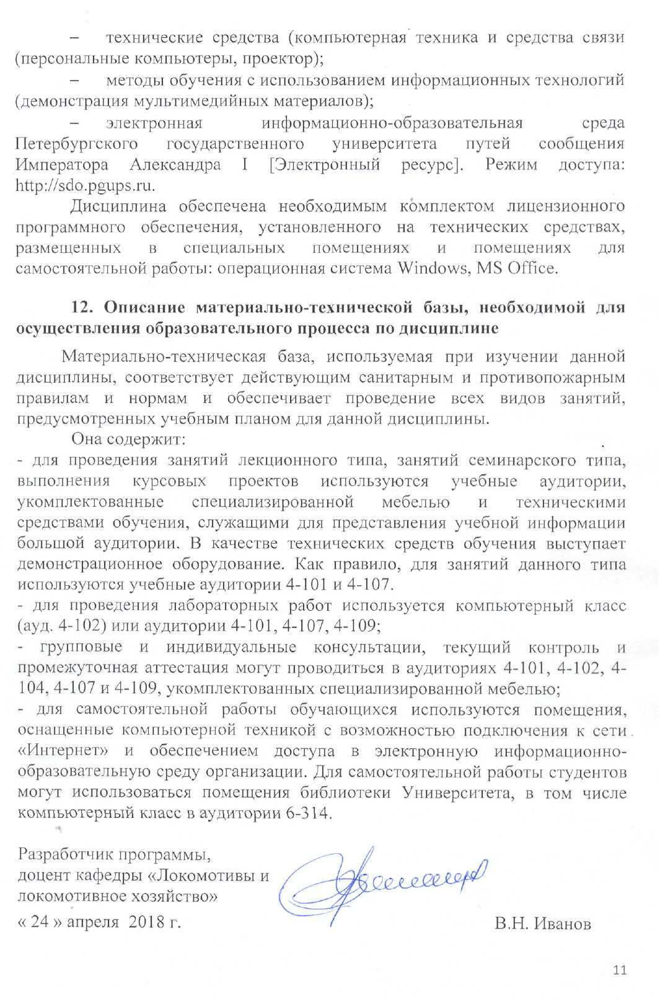 – технические средства (компьютерная техника и средства связи
(персональные компьютеры, проектор);
– методы обучения с использованием информационных технологий
(демонстрация мультимедийных материалов);
– электронная информационно-образовательная среда
Петербургского государственного университета путей сообщения
Императора Александра I [Электронный ресурс]. Режим доступа:
http://sdo.pgups.ru.
Дисциплина обеспечена необходимым комплектом лицензионного
программного обеспечения, установленного на технических средствах,
размещенных в специальных помещениях и помещениях для
самостоятельной работы: операционная система Windows, MS Office.
12. Описание материально-технической базы, необходимой для
осуществления образовательного процесса по дисциплине
Материально-техническая база, используемая при изучении данной
дисциплины, соответствует действующим санитарным и противопожарным
правилам и нормам и обеспечивает проведение всех видов занятий,
предусмотренных учебным планом для данной дисциплины.
Она содержит:
- для проведения занятий лекционного типа, занятий семинарского типа,
выполнения курсовых проектов используются учебные аудитории,
укомплектованные специализированной мебелью и техническими
средствами обучения, служащими для представления учебной информации
большой аудитории. В качестве технических средств обучения выступает
демонстрационное оборудование. Как правило, для занятий данного типа
используются учебные аудитории 4-101 и 4-107.
- для проведения лабораторных работ используется компьютерный класс
(ауд. 4-102) или аудитории 4-101, 4-107, 4-109;
- групповые и индивидуальные консультации, текущий контроль и
промежуточная аттестация могут проводиться в аудиториях 4-101, 4-102, 4-
104, 4-107 и 4-109, укомплектованных специализированной мебелью;
- для самостоятельной работы обучающихся используются помещения,
оснащенные компьютерной техникой с возможностью подключения к сети
«Интернет» и обеспечением доступа в электронную информационно-
образовательную среду организации. Для самостоятельной работы студентов
могут использоваться помещения библиотеки Университета, в том числе
компьютерный класс в аудитории 6-314.
Разработчик программы,
доцент кафедры «Локомотивы и
локомотивное хозяйство»
« 24 » апреля 2018 г. В.Н. Иванов
11